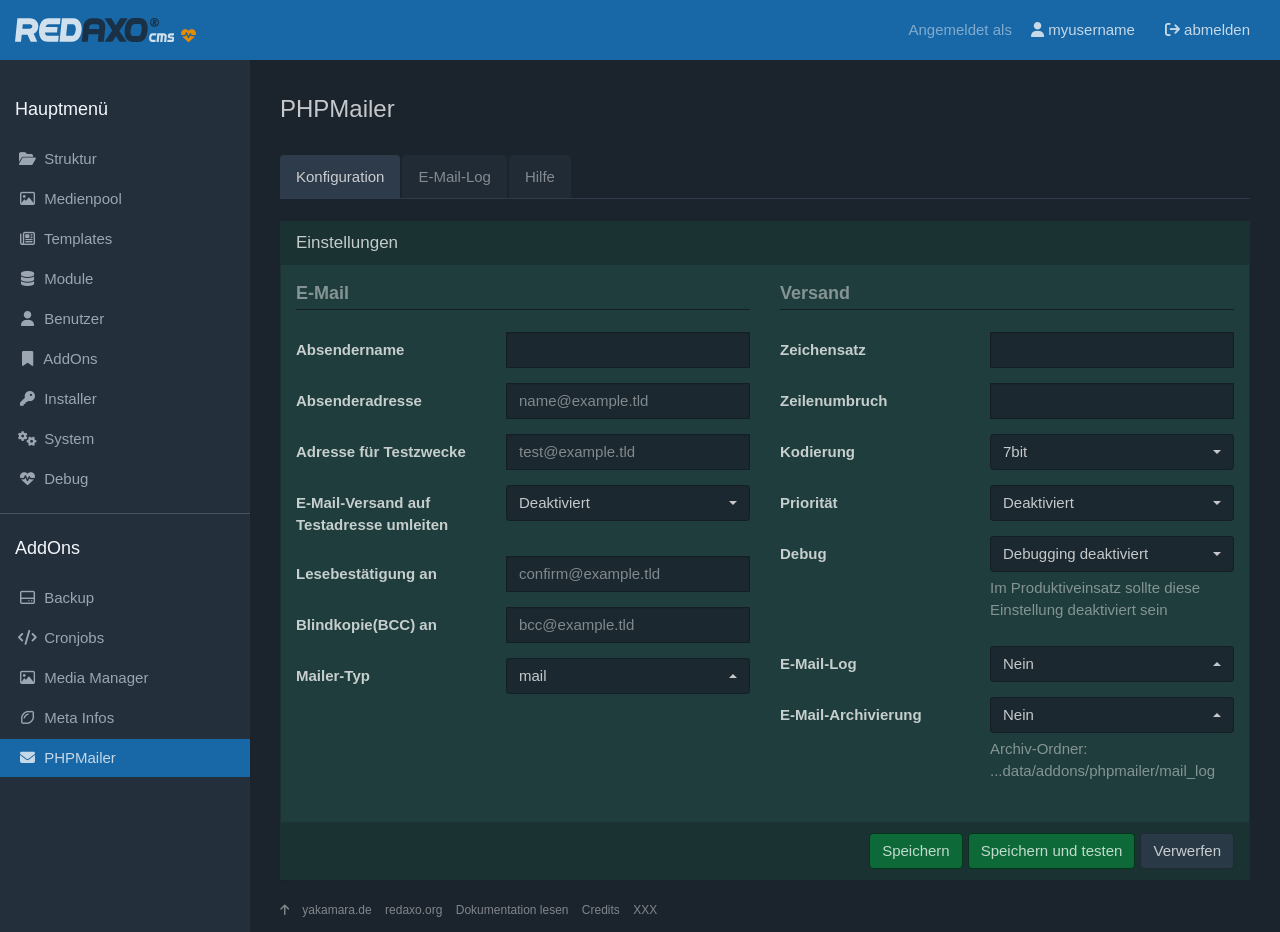 REDAXO® cms
Angemeldet als myusername abmelden
Hauptmenü
Struktur
Medienpool
Templates
Module
Benutzer
AddOns
Installer
System
Debug
AddOns
Backup
Cronjobs
Media Manager
Meta Infos
PHPMailer
PHPMailer
Konfiguration E-Mail-Log Hilfe
Einstellungen
E-Mail
Absendername
Absenderadresse name@example.tld
Adresse für Testzwecke test@example.tld
E-Mail-Versand auf Deaktiviert
Testadresse umleiten
Lesebestätigung an confirm@example.tld
Blindkopie(BCC) an bcc@example.tld
Mailer-Typ mail
Versand
Zeichensatz
Zeilenumbruch
Kodierung 7bit
Priorität Deaktiviert
Debug Debugging deaktiviert
Im Produktiveinsatz sollte diese
Einstellung deaktiviert sein
E-Mail-Log Nein
E-Mail-Archivierung Nein
Archiv-Ordner:
...data/addons/phpmailer/mail_log
Speichern Speichern und testen Verwerfen
yakamara.de redaxo.org Dokumentation lesen Credits XXX